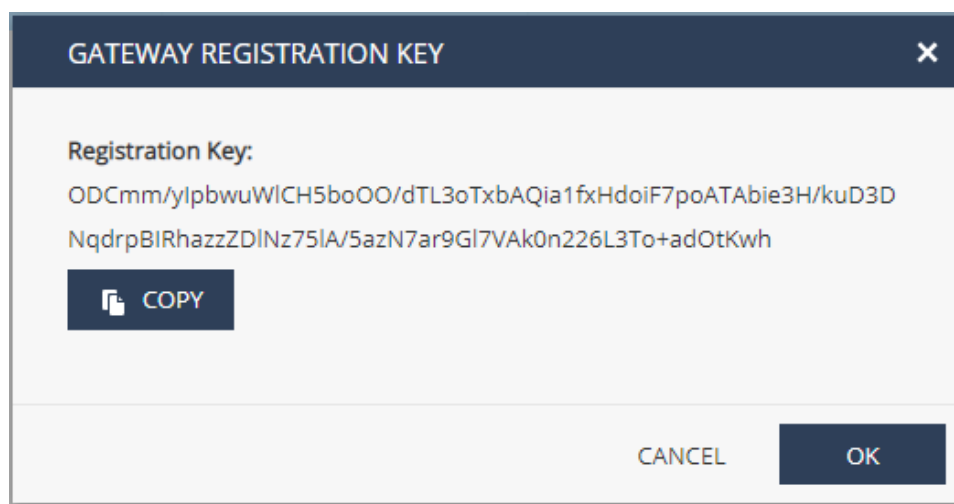 GATEWAY REGISTRATION KEY
Registration Key:
ODCmm/yIpbwuWlCH5boOO/dTL3oTxbAQia1fxHdoiF7poATAbie3H/kuD3D
NqdrpBIRhazzZDlNz75lA/5azN7ar9Gl7VAk0n226L3To+adOtKwh
COPY
CANCEL
OK